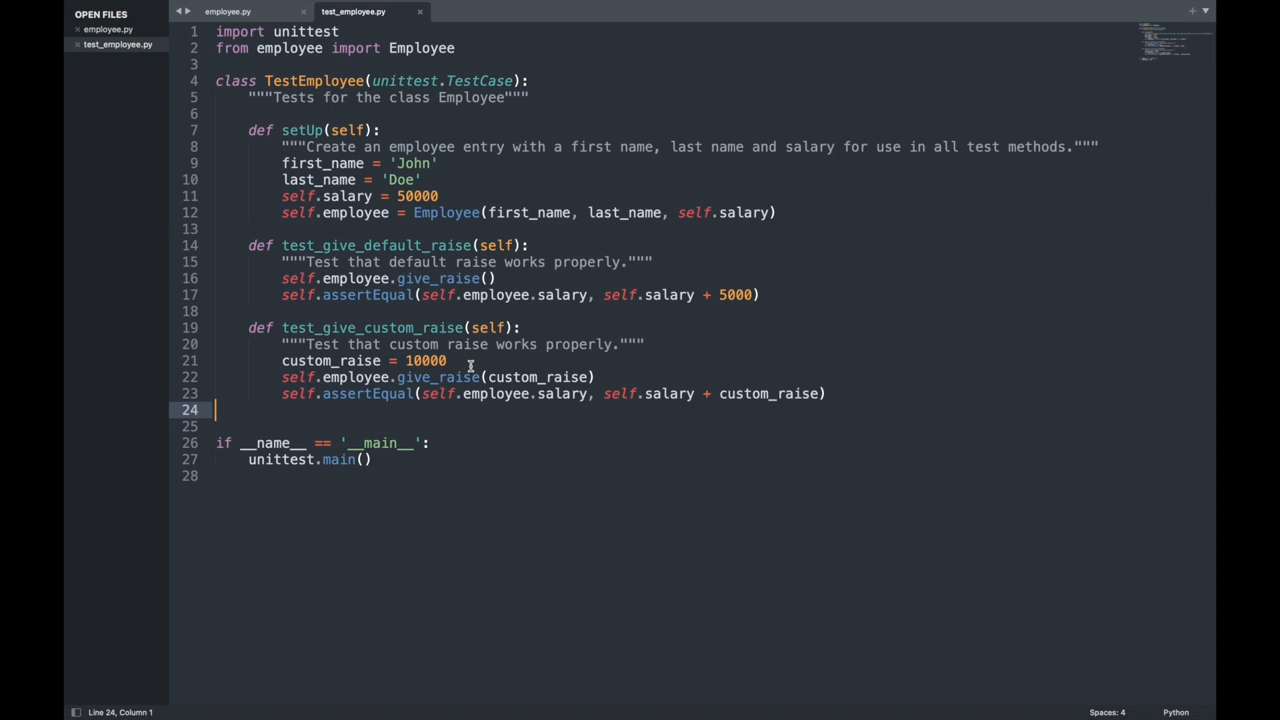 OPEN FILES
× employee.py
× test_employee.py
employee.py ×
test_employee.py ×
1 import unittest
2 from employee import Employee
3
4 class TestEmployee(unittest.TestCase):
5     """Tests for the class Employee"""
6
7     def setUp(self):
8         """Create an employee entry with a first name, last name and salary for use in all test methods."""
9         first_name = 'John'
10         last_name = 'Doe'
11         self.salary = 50000
12         self.employee = Employee(first_name, last_name, self.salary)
13
14     def test_give_default_raise(self):
15         """Test that default raise works properly."""
16         self.employee.give_raise()
17         self.assertEqual(self.employee.salary, self.salary + 5000)
18
19     def test_give_custom_raise(self):
20         """Test that custom raise works properly."""
21         custom_raise = 10000
22         self.employee.give_raise(custom_raise)
23         self.assertEqual(self.employee.salary, self.salary + custom_raise)
24
25
26 if __name__ == '__main__':
27     unittest.main()
28
Line 24, Column 1
Spaces: 4
Python